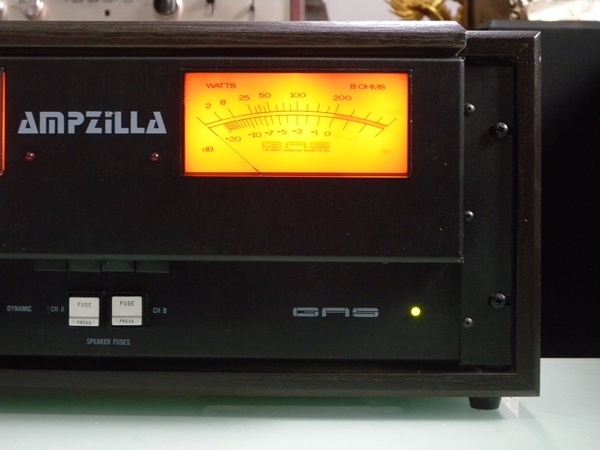 WATTS 8 OHMS
2 8 25 50 100 200
-20 -10 -7 -5 -3 -1 0
dB
GAS
AMPZiLLA
DYNAMIC CH A FUSE PRESS FUSE PRESS CH B
SPEAKER FUSES
GAS